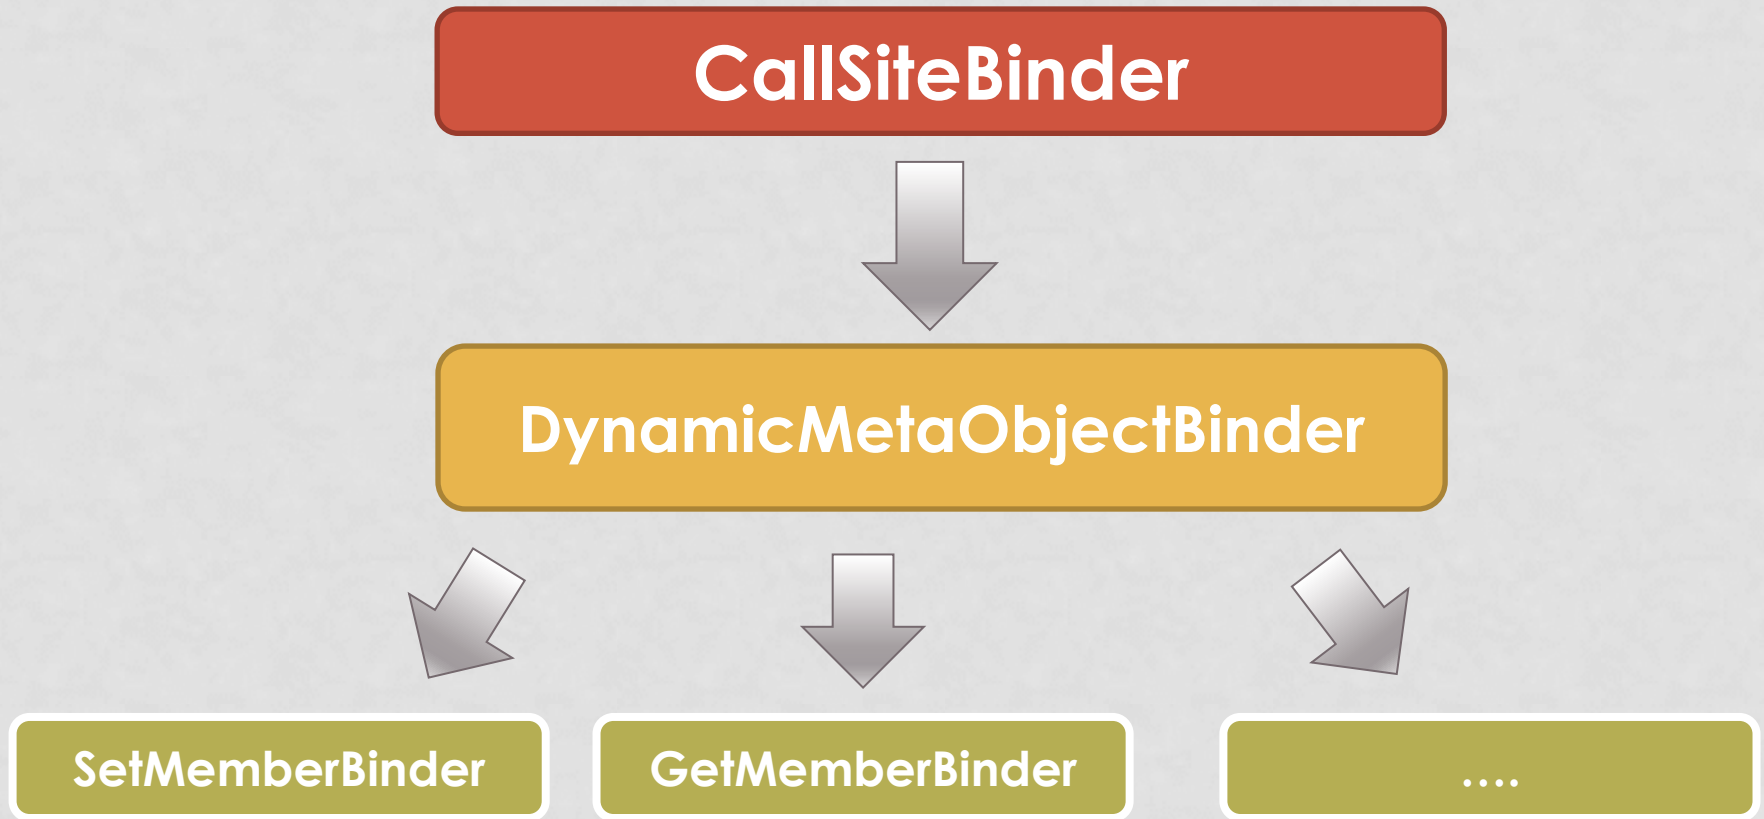 CallSiteBinder
DynamicMetaObjectBinder
SetMemberBinder
GetMemberBinder
....